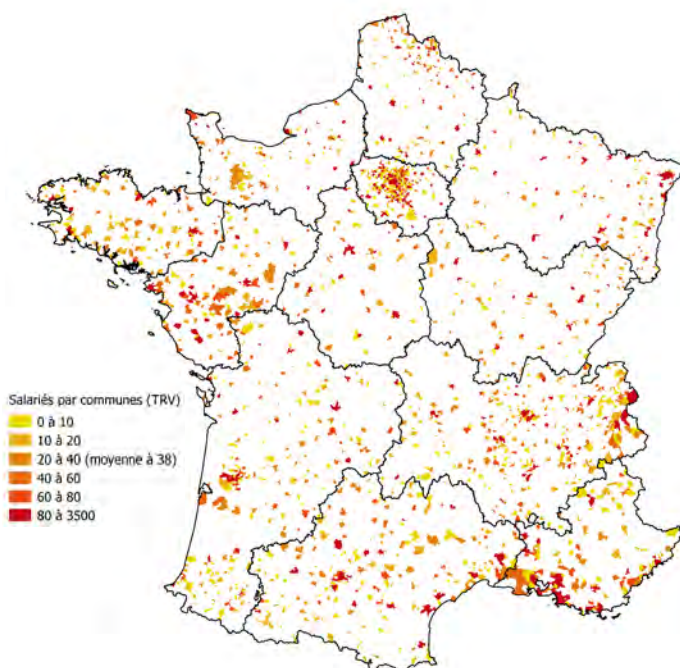 Salariés par communes (TRV)
0 à 10
10 à 20
20 à 40 (moyenne à 38)
40 à 60
60 à 80
80 à 3500